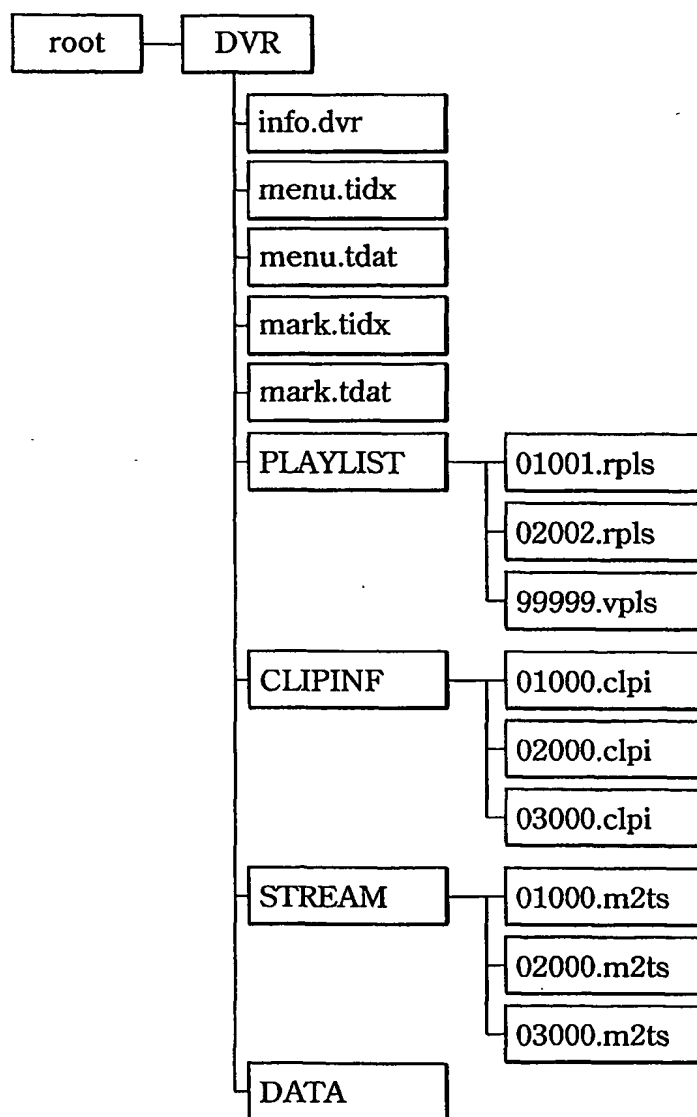 root
DVR
info.dvr
menu.tidx
menu.tdat
mark.tidx
mark.tdat
PLAYLIST
01001.rpls
02002.rpls
99999.vpls
CLIPINF
01000.clpi
02000.clpi
03000.clpi
STREAM
01000.m2ts
02000.m2ts
03000.m2ts
DATA